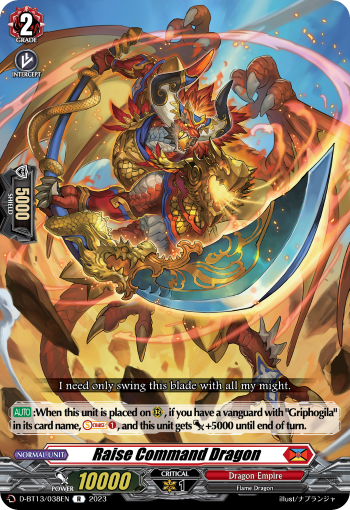 2
GRADE
INTERCEPT
5000
SHIELD
I need only swing this blade with all my might.
AUTO:When this unit is placed on R, if you have a vanguard with "Griphogila"
in its card name, 1, and this unit gets +5000 until end of turn.
NORMAL UNIT
Raise Command Dragon
POWER 10000
CRITICAL
1
Dragon Empire
Flame Dragon
D-BT13/038EN R 2023
illust/ナブランジャ